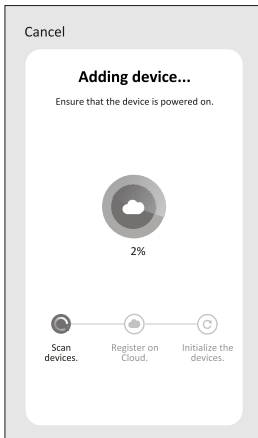 Cancel
Adding device...
Ensure that the device is powered on.
2%
Scan
devices.
Register on
Cloud.
Initialize the
devices.